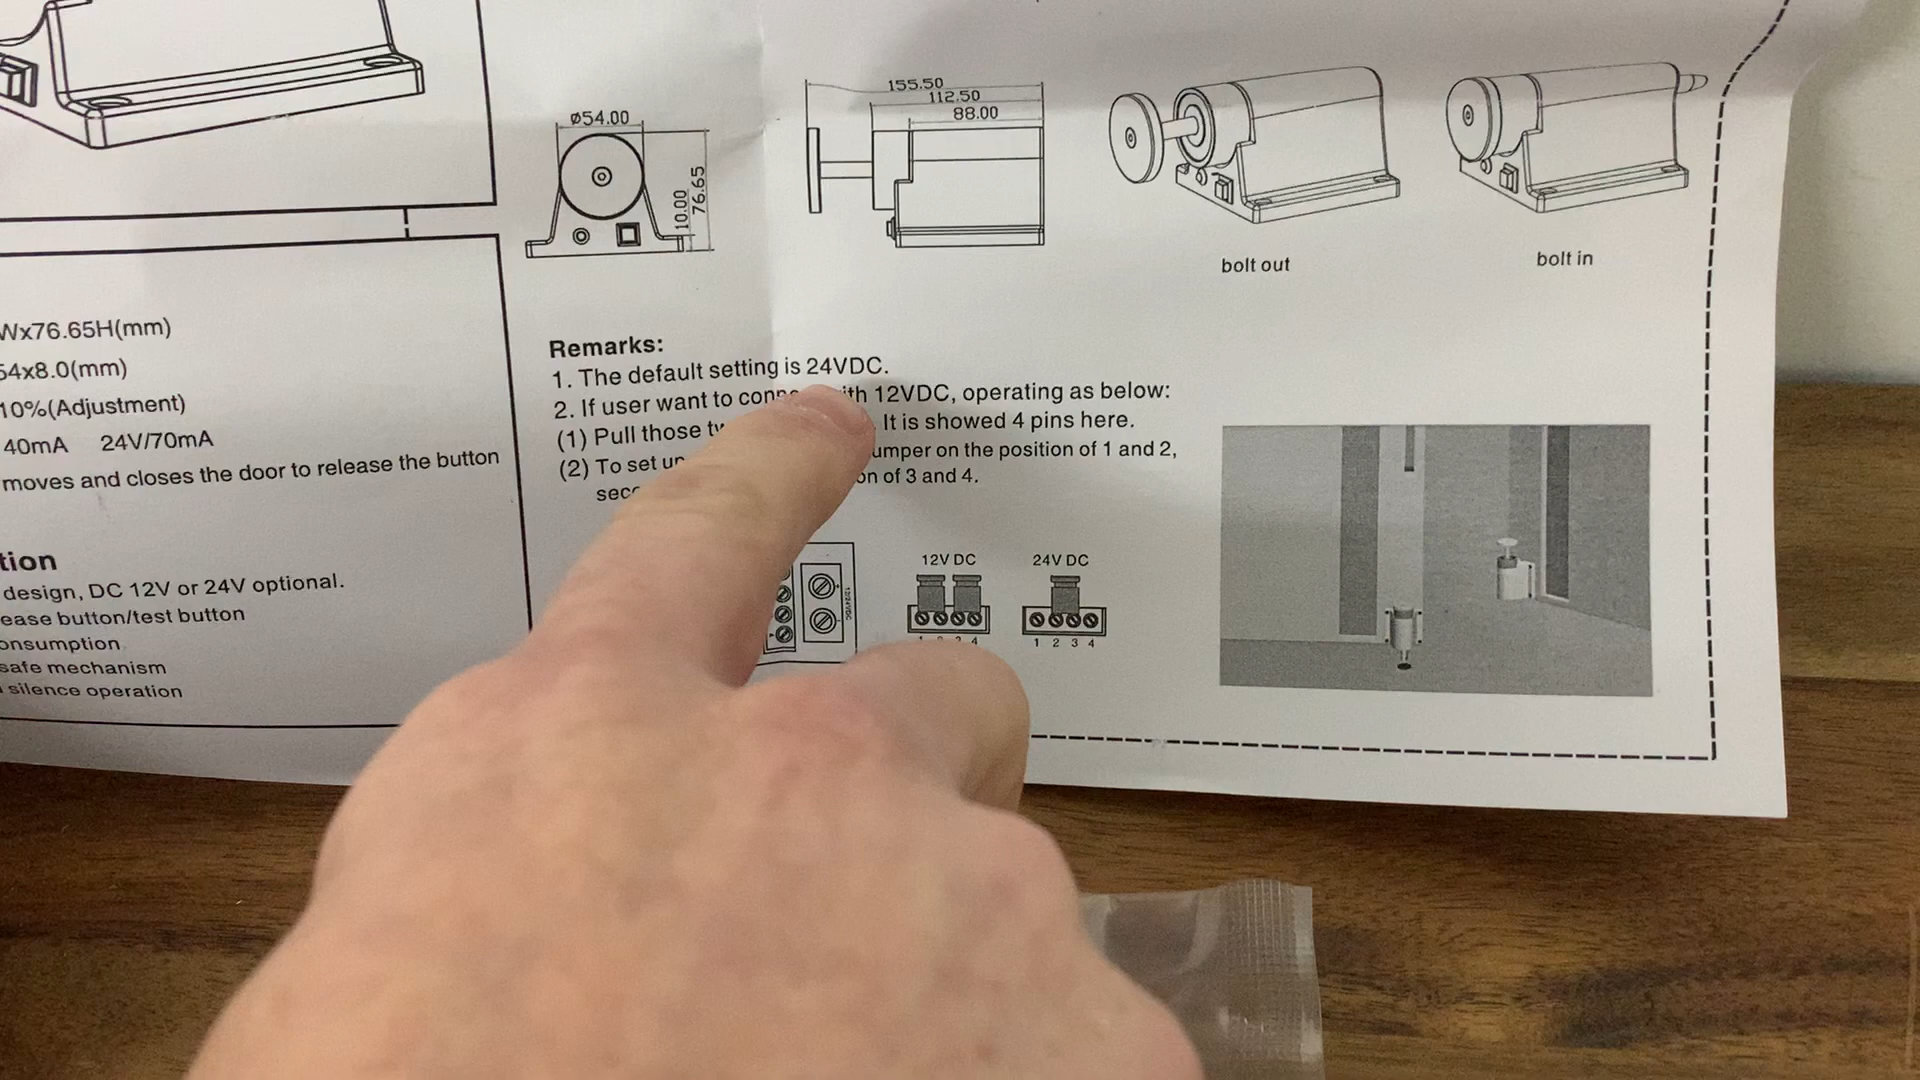 155.50
112.50
88.00
ø54.00
10.00
76.65
bolt out
bolt in
Wx76.65H(mm)
54x8.0(mm)
10%(Adjustment)
40mA 24V/70mA
moves and closes the door to release the button
tion
design, DC 12V or 24V optional.
ease button/test button
onsumption
safe mechanism
silence operation
Remarks:
1. The default setting is 24VDC.
2. If user want to with 12VDC, operating as below:
(1) Pull those It is showed 4 pins here.
(2) To set umper on the position of 1 and 2,
of 3 and 4.
12V DC
24V DC
4
1 2 3 4